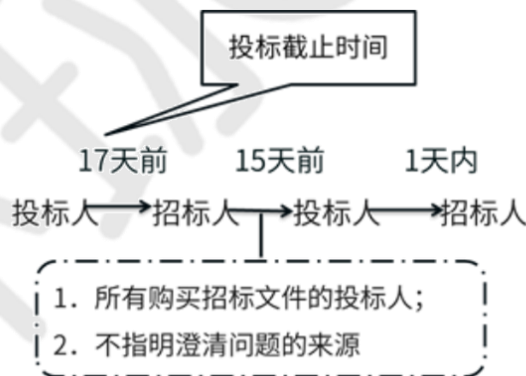 投标截止时间
17天前 15天前 1天内
投标人 招标人 投标人 招标人
1. 所有购买招标文件的投标人；
2. 不指明澄清问题的来源